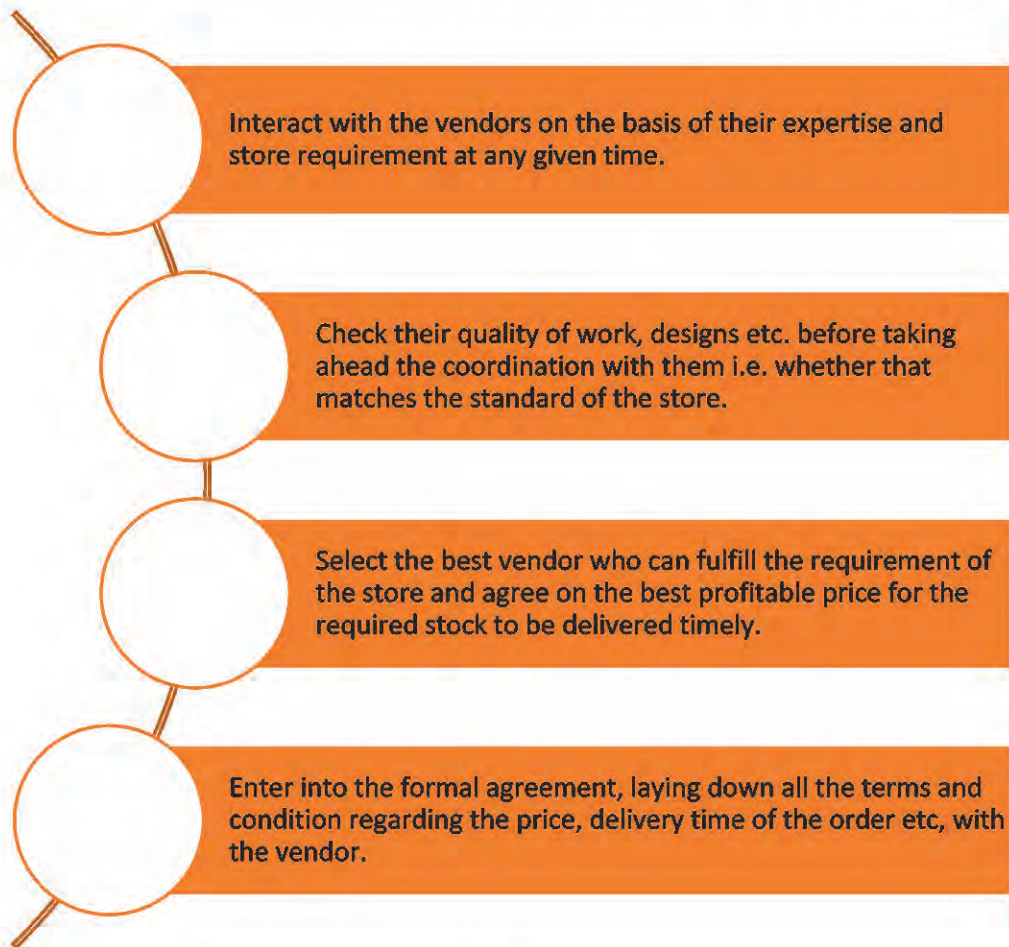 Interact with the vendors on the basis of their expertise and
store requirement at any given time.
Check their quality of work, designs etc. before taking
ahead the coordination with them i.e. whether that
matches the standard of the store.
Select the best vendor who can fulfill the requirement of
the store and agree on the best profitable price for the
required stock to be delivered timely.
Enter into the formal agreement, laying down all the terms and
condition regarding the price, delivery time of the order etc, with
the vendor.